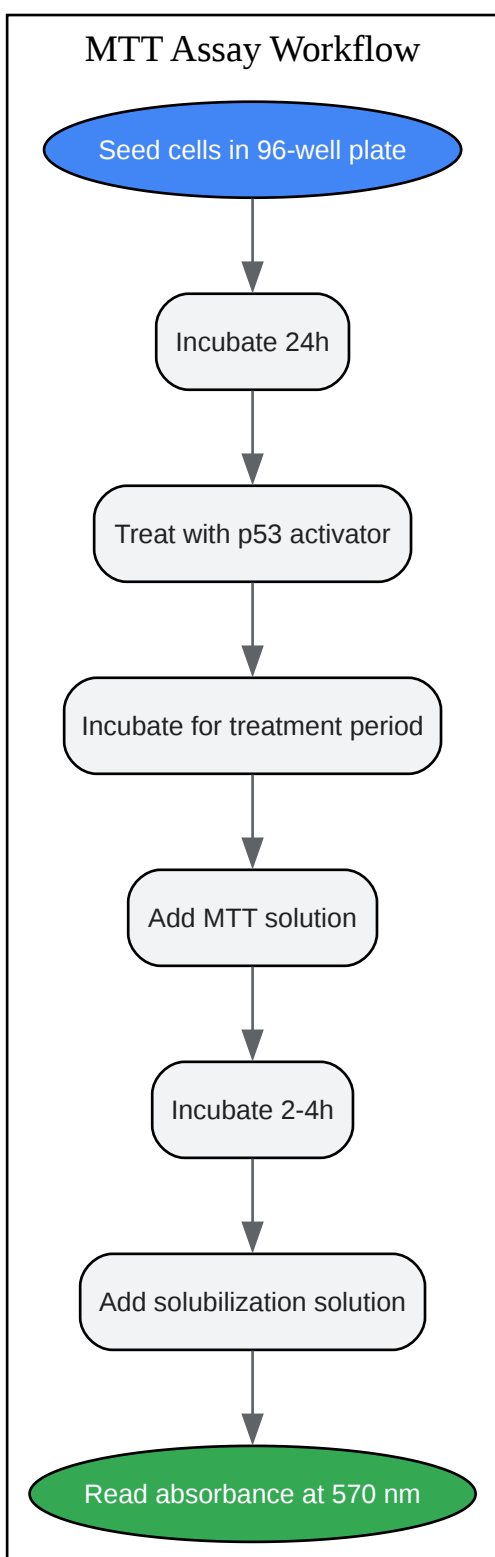 MTT Assay Workflow
Seed cells in 96-well plate
Incubate 24h
Treat with p53 activator
Incubate for treatment period
Add MTT solution
Incubate 2-4h
Add solubilization solution
Read absorbance at 570 nm